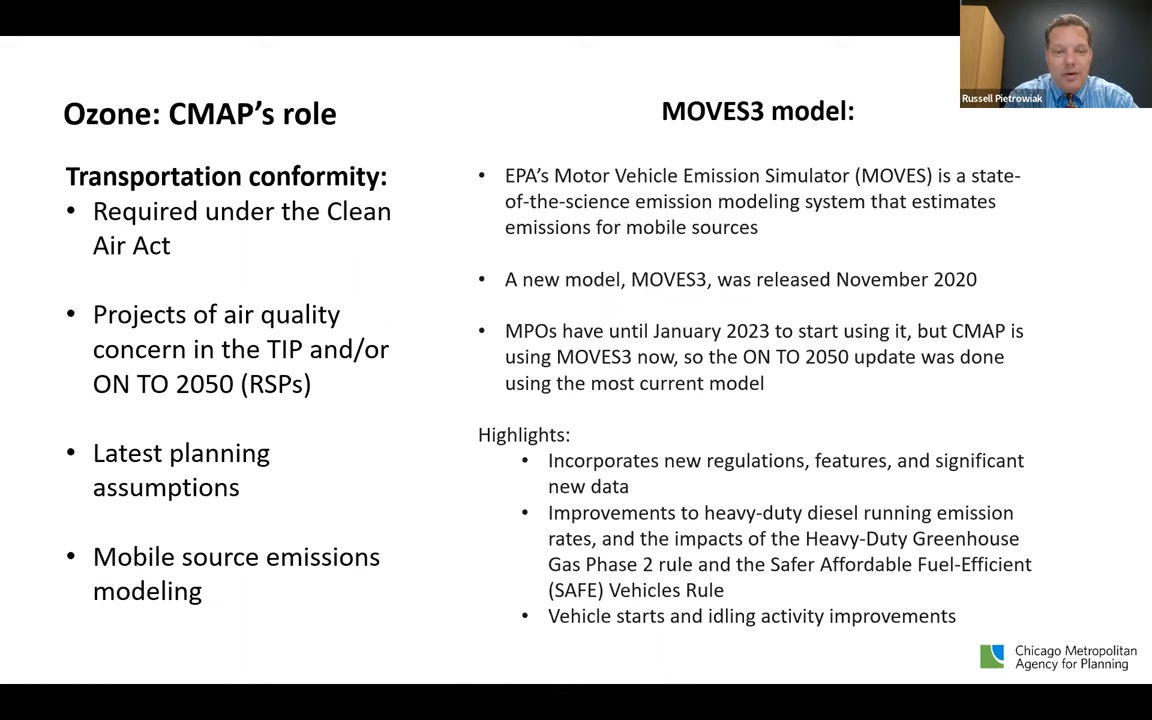 Ozone: CMAP's role
Transportation conformity:
• Required under the Clean
Air Act
• Projects of air quality
concern in the TIP and/or
ON TO 2050 (RSPs)
• Latest planning
assumptions
• Mobile source emissions
modeling
MOVES3 model:
• EPA's Motor Vehicle Emission Simulator (MOVES) is a state-
of-the-science emission modeling system that estimates
emissions for mobile sources
• A new model, MOVES3, was released November 2020
• MPOs have until January 2023 to start using it, but CMAP is
using MOVES3 now, so the ON TO 2050 update was done
using the most current model
Highlights:
• Incorporates new regulations, features, and significant
new data
• Improvements to heavy-duty diesel running emission
rates, and the impacts of the Heavy-Duty Greenhouse
Gas Phase 2 rule and the Safer Affordable Fuel-Efficient
(SAFE) Vehicles Rule
• Vehicle starts and idling activity improvements
Russell Pietrowiak
Chicago Metropolitan
Agency for Planning